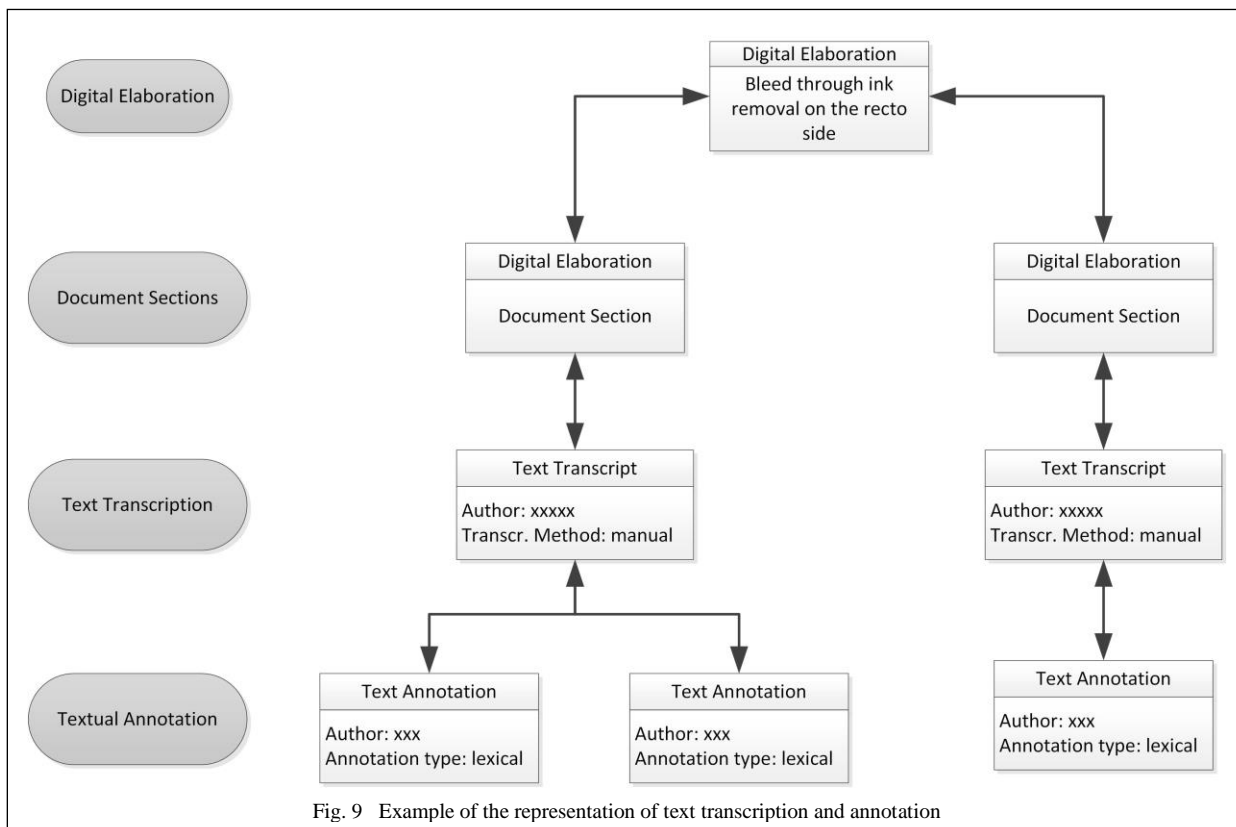 Digital Elaboration
Digital Elaboration
Bleed through ink
removal on the recto
side
Document Sections
Digital Elaboration
Document Section
Digital Elaboration
Document Section
Text Transcription
Text Transcript
Author: xxxxx
Transcr. Method: manual
Text Transcript
Author: xxxxx
Transcr. Method: manual
Textual Annotation
Text Annotation
Author: xxx
Annotation type: lexical
Text Annotation
Author: xxx
Annotation type: lexical
Text Annotation
Author: xxx
Annotation type: lexical
Fig. 9 Example of the representation of text transcription and annotation